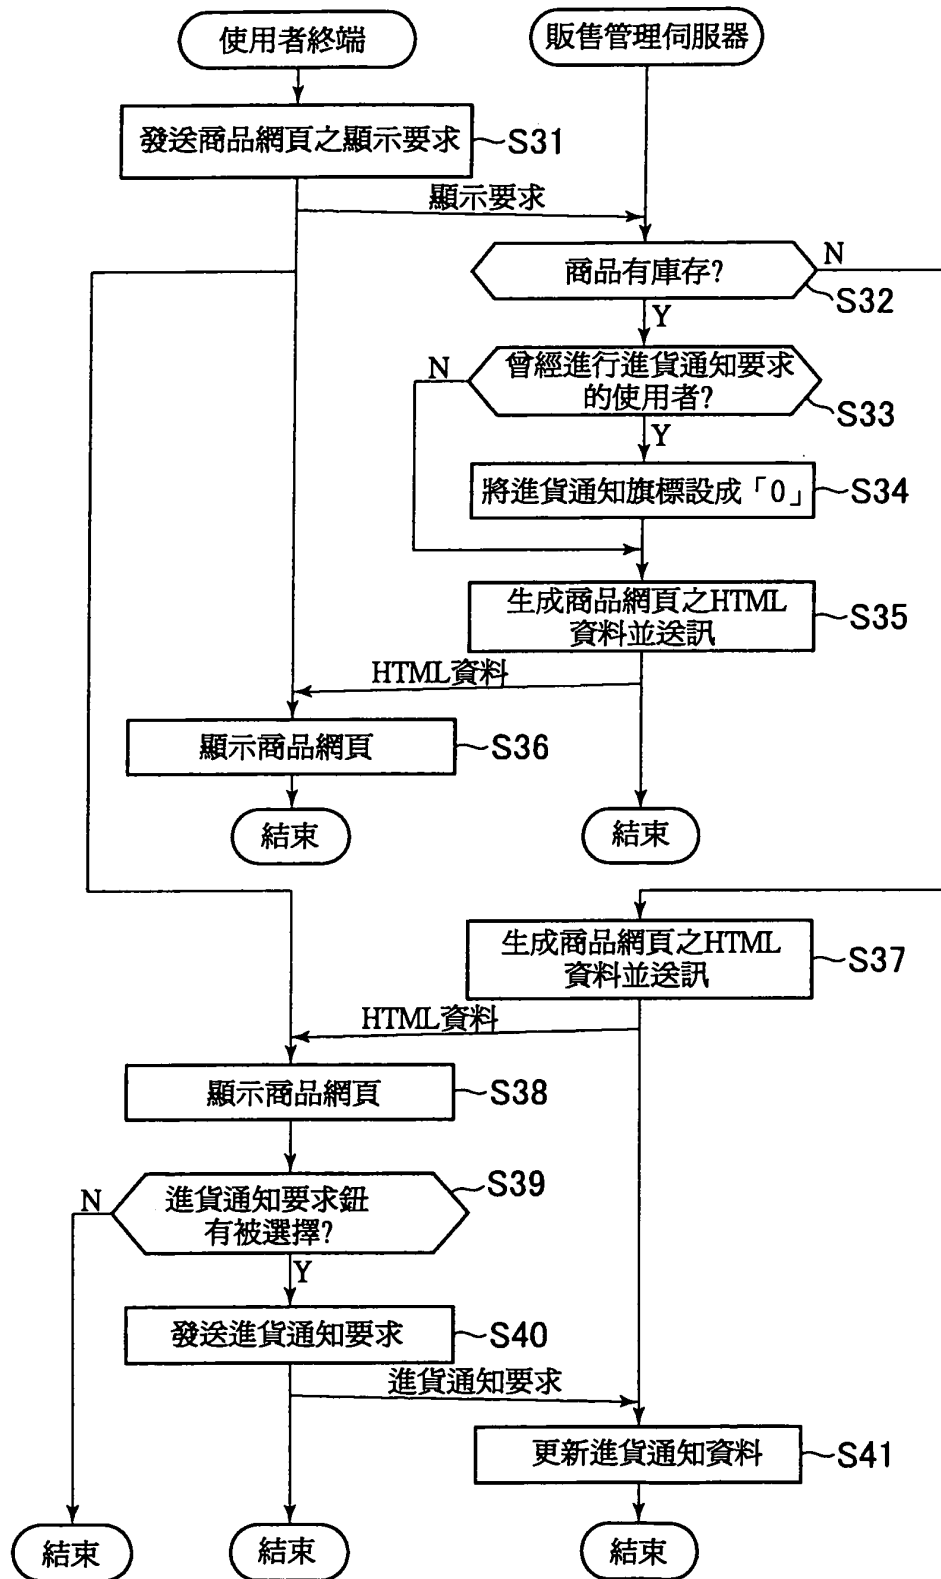 使用者終端
販售管理伺服器
發送商品網頁之顯示要求
S31
顯示要求
商品有庫存?
N
S32
Y
曾經進行進貨通知要求
的使用者?
N
S33
Y
將進貨通知旗標設成「0」
S34
生成商品網頁之HTML
資料並送訊
S35
HTML資料
顯示商品網頁
S36
結束
結束
生成商品網頁之HTML
資料並送訊
S37
HTML資料
顯示商品網頁
S38
進貨通知要求鈕
有被選擇?
S39
N
Y
發送進貨通知要求
S40
進貨通知要求
更新進貨通知資料
S41
結束
結束
結束